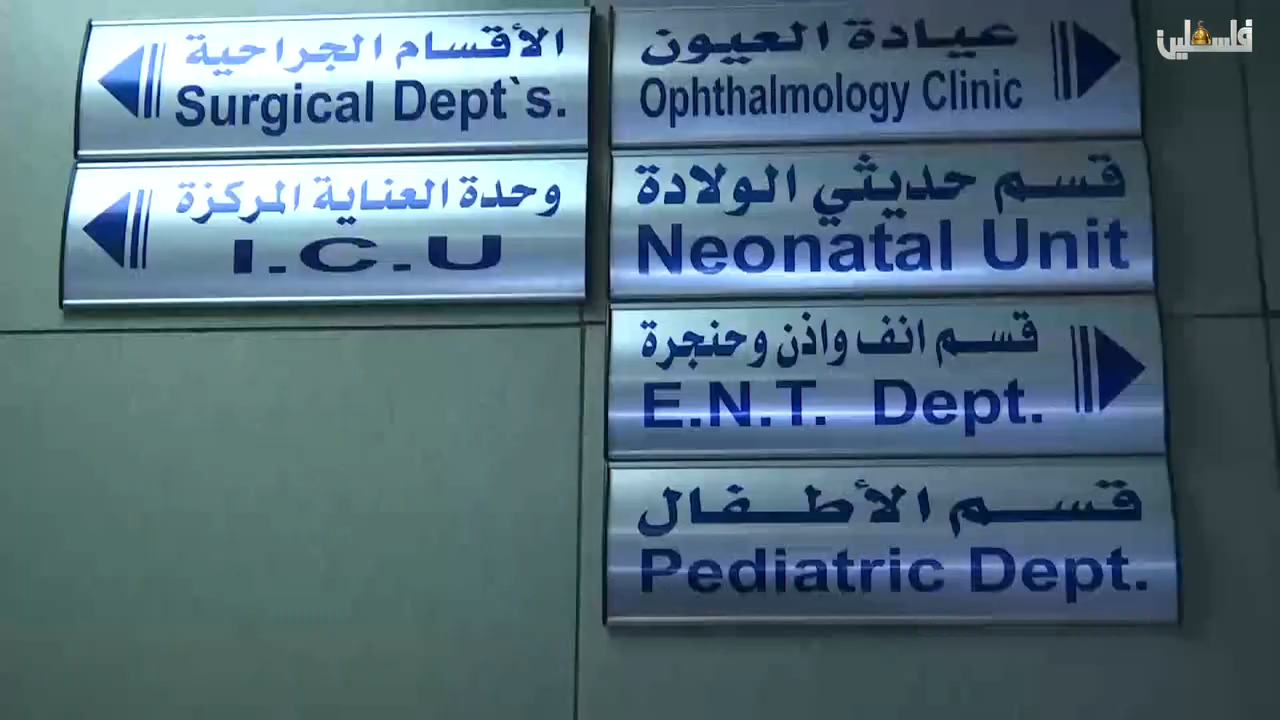 الأقسام الجراحية
Surgical Dept`s.
وحدة العناية المركزة
I.C.U
عيادة العيون
Ophthalmology Clinic
قسم حديثي الولادة
Neonatal Unit
قسم انف واذن وحنجرة
E.N.T. Dept.
قسم الأطفال
Pediatric Dept.
فلسطين